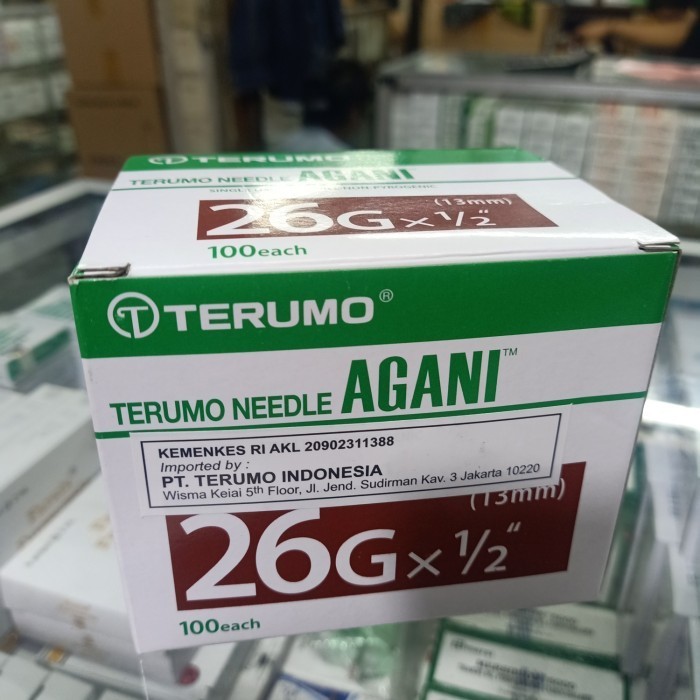 TERUMO
TERUMO NEEDLE AGANI
(13mm)
26G×1/2"
100each
TERUMO®
TERUMO NEEDLE AGANI™
KEMENKES RI AKL 20902311388
Imported by :
PT. TERUMO INDONESIA
Wisma Keiai 5th Floor, Jl. Jend. Sudirman Kav. 3 Jakarta 10220
(13mm)
26G×1/2"
100each